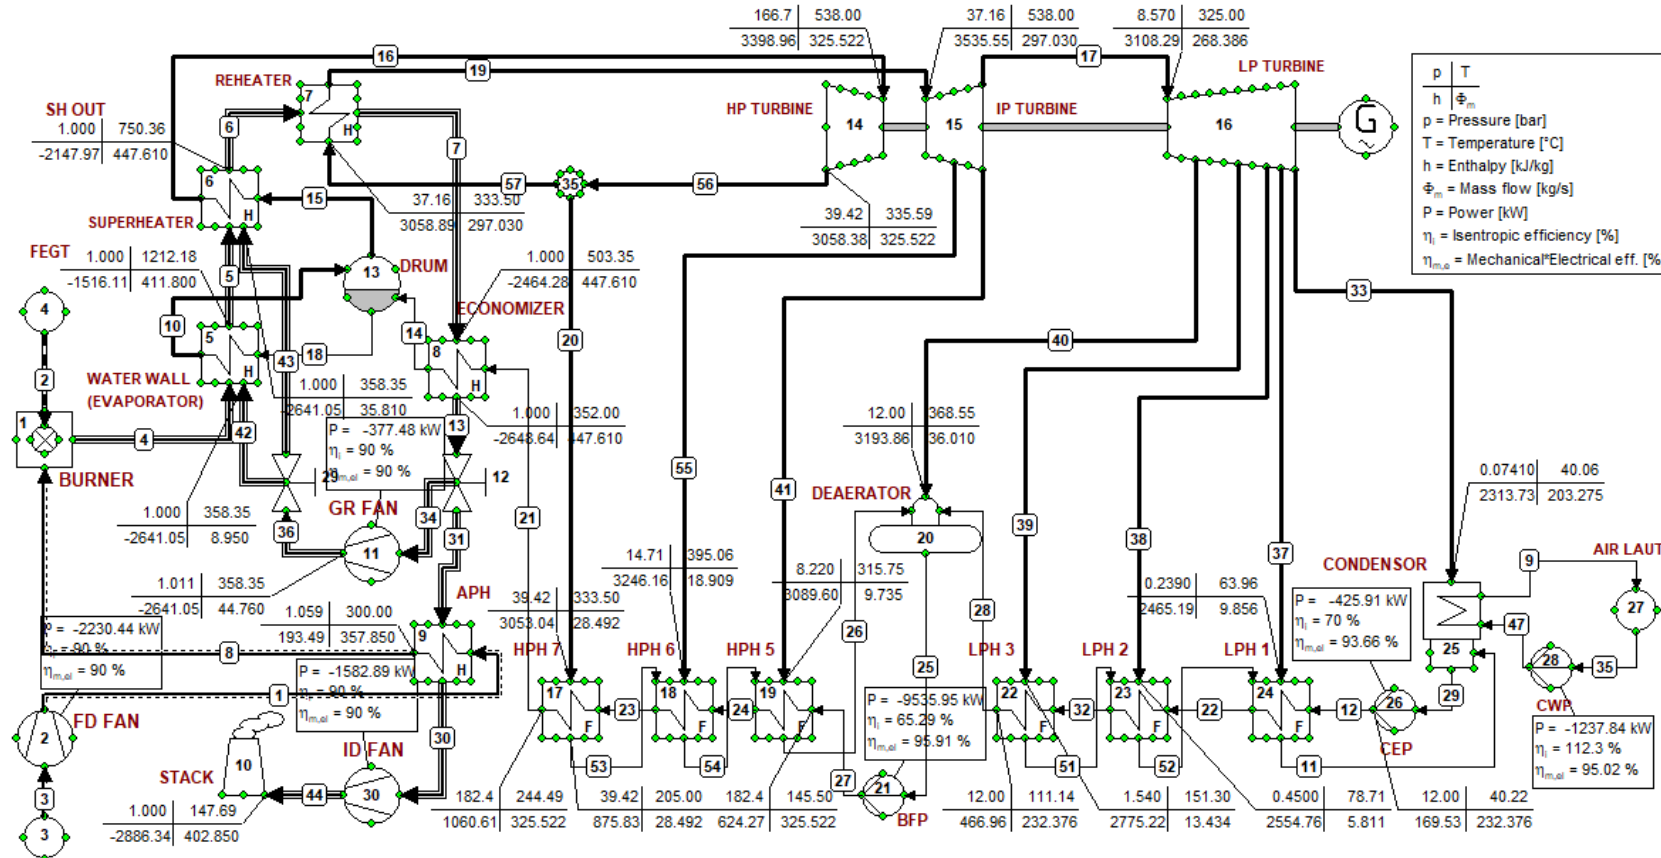 166.7 538.00
3398.96 325.522
37.16 538.00
3535.55 297.030
8.570 325.00
3108.29 268.386
16
19
17
REHEATER
7
H
HP TURBINE
14
15
IP TURBINE
LP TURBINE
16
G
~
p T
h Φm
p = Pressure [bar]
T = Temperature [°C]
h = Enthalpy [kJ/kg]
Φm = Mass flow [kg/s]
P = Power [kW]
ηi = Isentropic efficiency [%]
ηm,e = Mechanical*Electrical eff. [%
SH OUT
1.000 750.36
-2147.97 447.610
6
7
6
H
15
57
35
56
SUPERHEATER
37.16 333.50
3058.89 297.030
39.42 335.59
3058.38 325.522
FEGT
1.000 1212.18
-1516.11 411.800
5
13
DRUM
1.000 503.35
-2464.28 447.610
33
4
10
5
H
43
18
14
ECONOMIZER
8
H
20
40
2
WATER WALL
(EVAPORATOR)
1.000 358.35
-2641.05 35.810
1.000 352.00
-2648.64 447.610
12.00 368.55
3193.86 36.010
1
4
42
13
P = -377.48 kW
ηi = 90 %
ηm,el = 90 %
BURNER
29
12
55
41
DEAERATOR
0.07410 40.06
2313.73 203.275
GR FAN
1.000 358.35
-2641.05 8.950
36
11
34
31
21
20
39
38
37
14.71 395.06
3246.16 18.909
8.220 315.75
3089.60 9.735
0.2390 63.96
2465.19 9.856
CONDENSOR
9
AIR LAUT
1.011 358.35
-2641.05 44.760
APH
1.059 300.00
193.49 357.850
39.42 333.50
3053.04 28.492
28
26
P = -425.91 kW
ηi = 70 %
ηm,el = 93.66 %
27
47
P = -2230.44 kW
= 90 %
ηm,el = 90 %
8
9
H
25
25
28
35
P = -1582.89 kW
= 90 %
ηm,el = 90 %
1
HPH 7
HPH 6
HPH 5
LPH 3
LPH 2
LPH 1
17
F
23
18
F
24
19
F
P = -9535.95 kW
ηi = 65.29 %
ηm,el = 95.91 %
22
F
32
23
F
22
24
F
12
26
29
CWP
FD FAN
2
ID FAN
30
CEP
P = -1237.84 kW
ηi = 112.3 %
ηm,el = 95.02 %
STACK
10
53
54
27
21
51
52
11
3
44
30
182.4 244.49
1060.61 325.522
39.42 205.00
875.83 28.492
182.4 145.50
624.27 325.522
BFP
12.00 111.14
466.96 232.376
1.540 151.30
2775.22 13.434
0.4500 78.71
2554.76 5.811
12.00 40.22
169.53 232.376
1.000 147.69
-2886.34 402.850
3